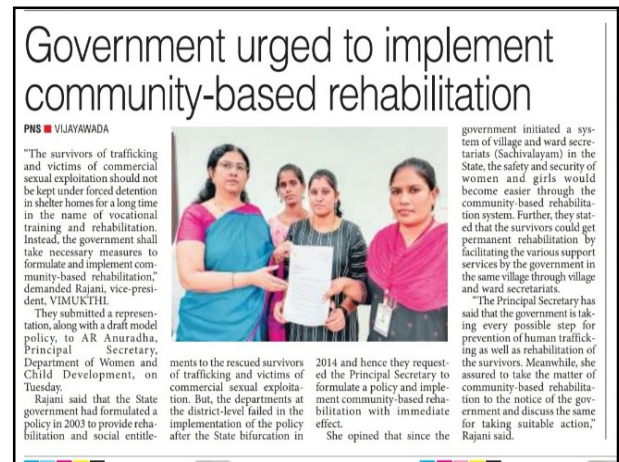 Government urged to implement
community-based rehabilitation
PNS ■ VIJAYAWADA
“The survivors of trafficking
and victims of commercial
sexual exploitation should not
be kept under forced detention
in shelter homes for a long time
in the name of vocational
training and rehabilitation.
Instead, the government shall
take necessary measures to
formulate and implement com-
munity-based rehabilitation,”
demanded Rajani, vice-presi-
dent, VIMUKTHI.
They submitted a represen-
tation, along with a draft model
policy, to AR Anuradha,
Principal Secretary,
Department of Women and
Child Development, on
Tuesday.
Rajani said that the State
government had formulated a
policy in 2003 to provide reha-
bilitation and social entitle-
ments to the rescued survivors
of trafficking and victims of
commercial sexual exploita-
tion. But, the departments at
the district-level failed in the
implementation of the policy
after the State bifurcation in
2014 and hence they request-
ed the Principal Secretary to
formulate a policy and imple-
ment community-based reha-
bilitation with immediate
effect.
She opined that since the
government initiated a sys-
tem of village and ward secre-
tariats (Sachivalayam) in the
State, the safety and security of
women and girls would
become easier through the
community-based rehabilita-
tion system. Further, they stat-
ed that the survivors could get
permanent rehabilitation by
facilitating the various support
services by the government in
the same village through village
and ward secretariats.
“The Principal Secretary has
said that the government is tak-
ing every possible step for
prevention of human traffick-
ing as well as rehabilitation of
the survivors. Meanwhile, she
assured to take the matter of
community-based rehabilita-
tion to the notice of the gov-
ernment and discuss the same
for taking suitable action,”
Rajani said.